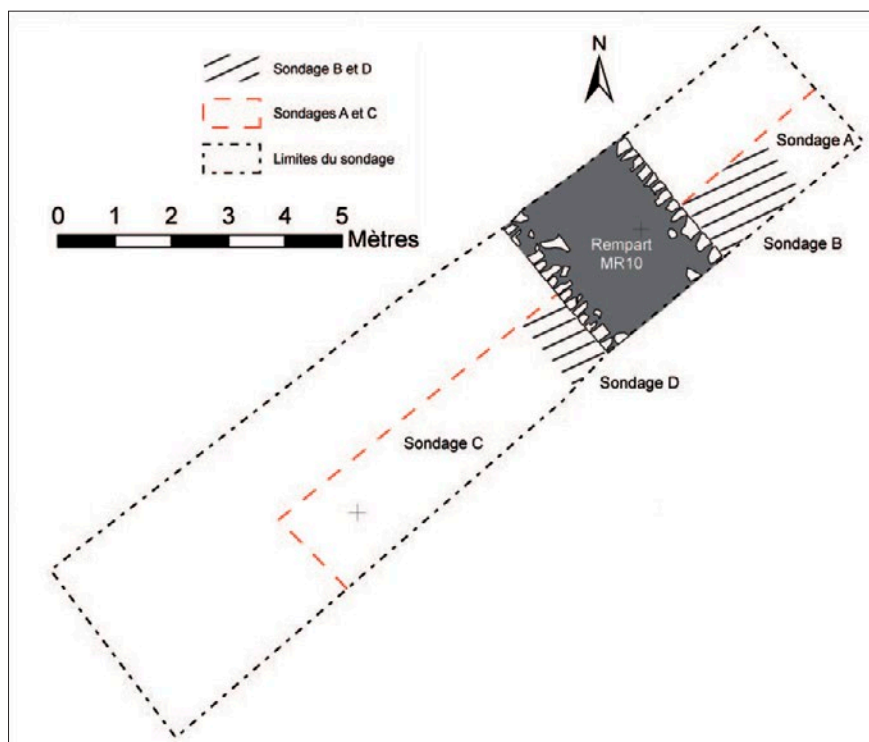 N
Sondage B et D
Sondages A et C
Limites du sondage
0 1 2 3 4 5
Mètres
Sondage A
Rempart
MR10
Sondage B
Sondage D
Sondage C